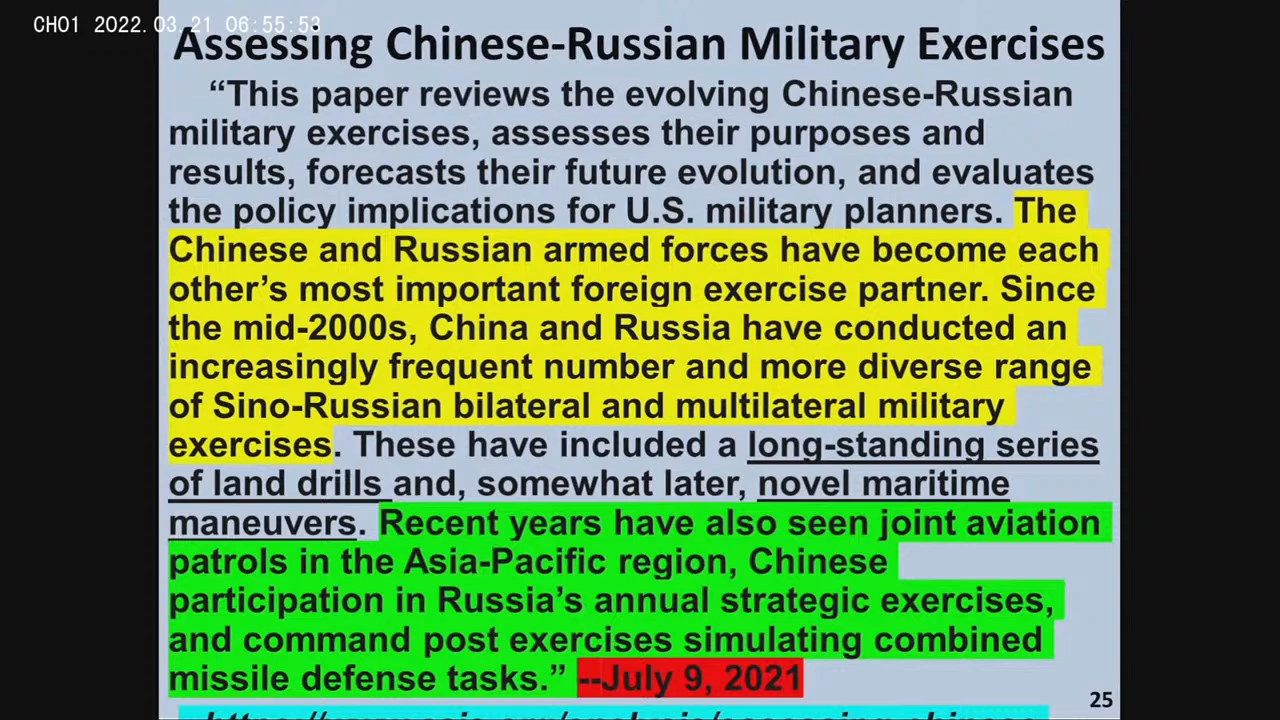 CH01 2022.03.21 06:55:53
Assessing Chinese-Russian Military Exercises
“This paper reviews the evolving Chinese-Russian
military exercises, assesses their purposes and
results, forecasts their future evolution, and evaluates
the policy implications for U.S. military planners. The
Chinese and Russian armed forces have become each
other’s most important foreign exercise partner. Since
the mid-2000s, China and Russia have conducted an
increasingly frequent number and more diverse range
of Sino-Russian bilateral and multilateral military
exercises. These have included a long-standing series
of land drills and, somewhat later, novel maritime
maneuvers. Recent years have also seen joint aviation
patrols in the Asia-Pacific region, Chinese
participation in Russia’s annual strategic exercises,
and command post exercises simulating combined
missile defense tasks.” --July 9, 2021
25